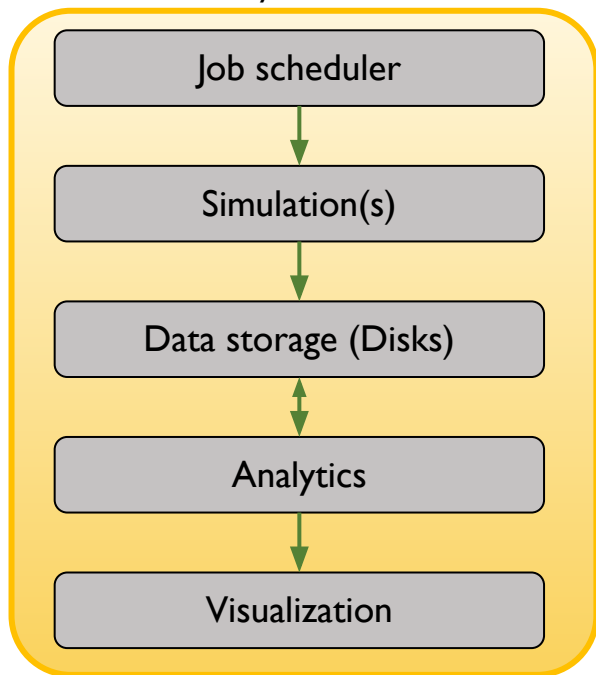 Job scheduler
Simulation(s)
Data storage (Disks)
Analytics
Visualization